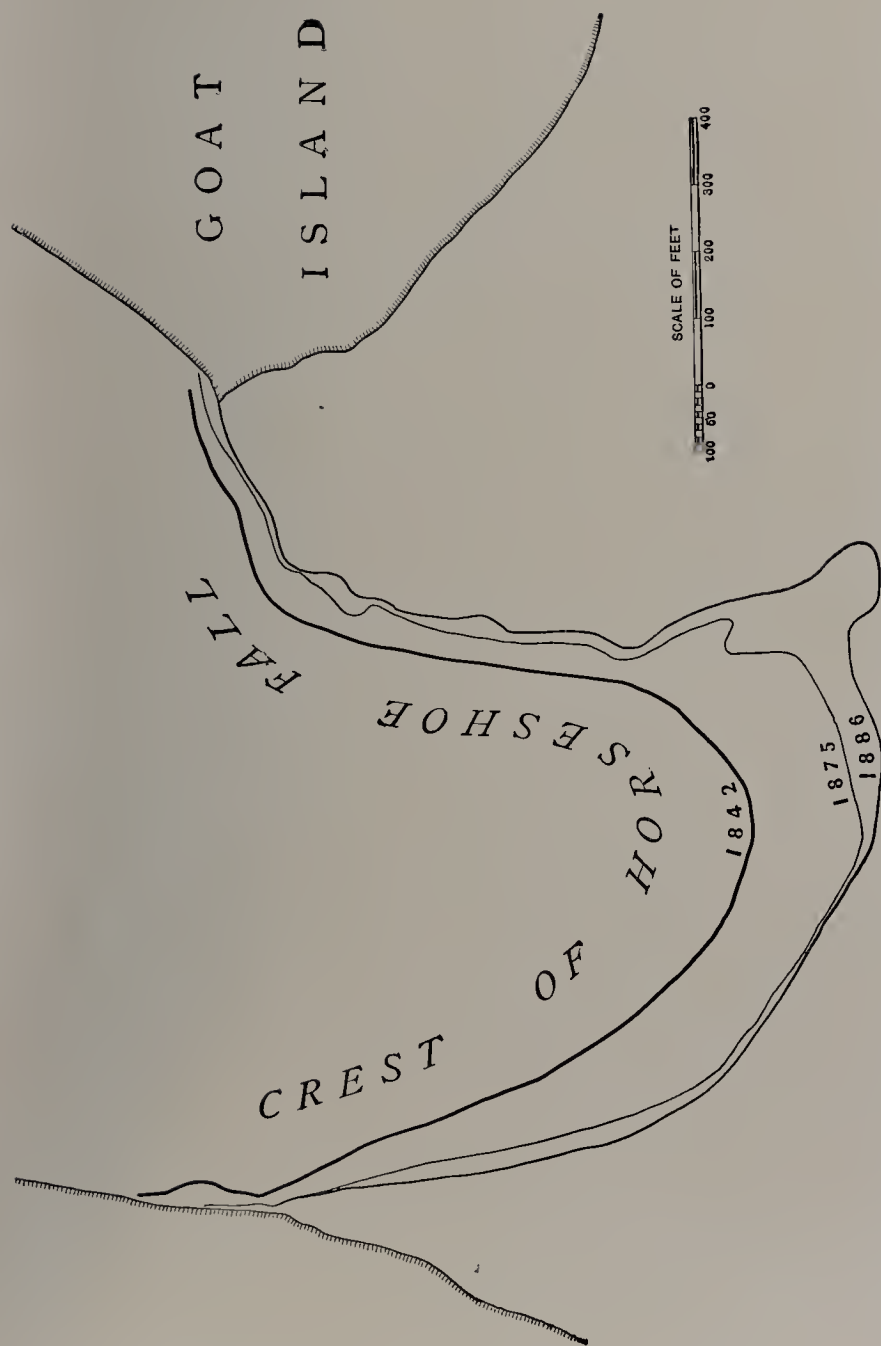 GOAT
ISLAND
CREST OF HORSESHOE FALL
1842
1875
1886
SCALE OF FEET
100 50 0 100 200 300 400